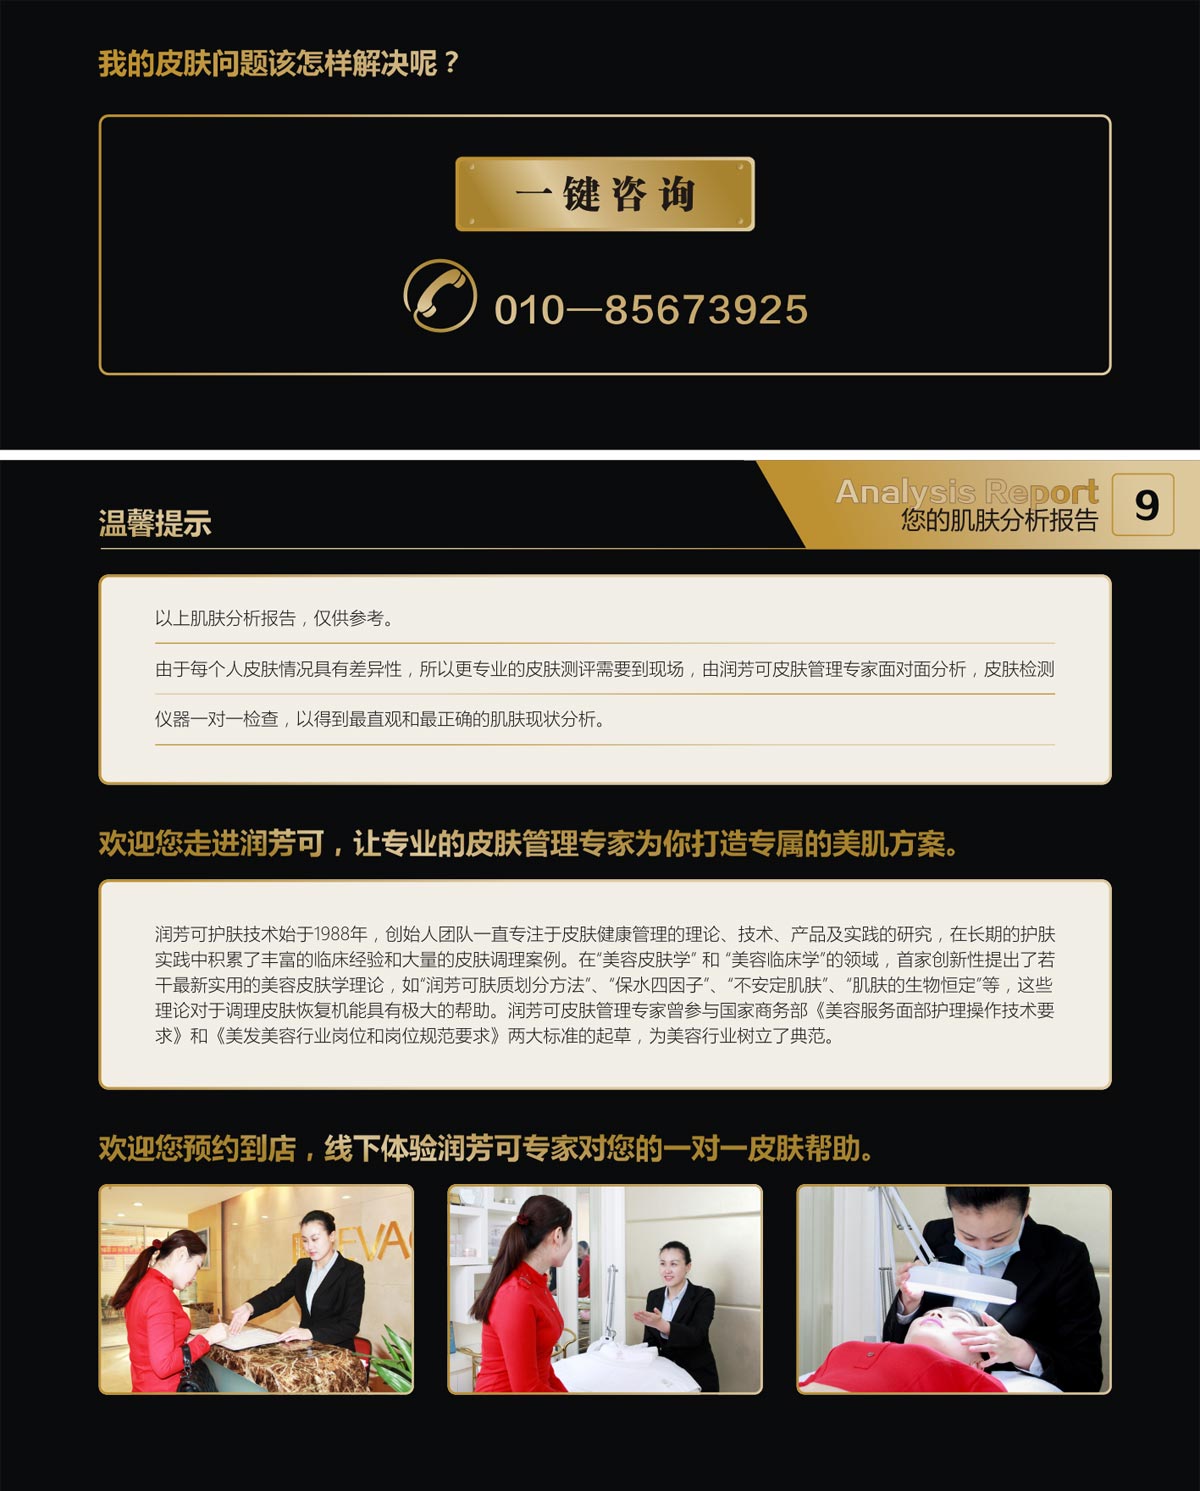 我的皮肤问题该怎样解决呢？
一键咨询
010—85673925
Analysis Report
您的肌肤分析报告
9
温馨提示
以上肌肤分析报告，仅供参考。
由于每个人皮肤情况具有差异性，所以更专业的皮肤测评需要到现场，由润芳可皮肤管理专家面对面分析，皮肤检测
仪器一对一检查，以得到最直观和最正确的肌肤现状分析。
欢迎您走进润芳可，让专业的皮肤管理专家为你打造专属的美肌方案。
润芳可护肤技术始于1988年，创始人团队一直专注于皮肤健康管理的理论、技术、产品及实践的研究，在长期的护肤
实践中积累了丰富的临床经验和大量的皮肤调理案例。在“美容皮肤学” 和 “美容临床学”的领域，首家创新性提出了若
干最新实用的美容皮肤学理论，如“润芳可肤质划分方法”、“保水四因子”、“不安定肌肤”、“肌肤的生物恒定”等，这些
理论对于调理皮肤恢复机能具有极大的帮助。润芳可皮肤管理专家曾参与国家商务部《美容服务面部护理操作技术要
求》和《美发美容行业岗位和岗位规范要求》两大标准的起草，为美容行业树立了典范。
欢迎您预约到店，线下体验润芳可专家对您的一对一皮肤帮助。